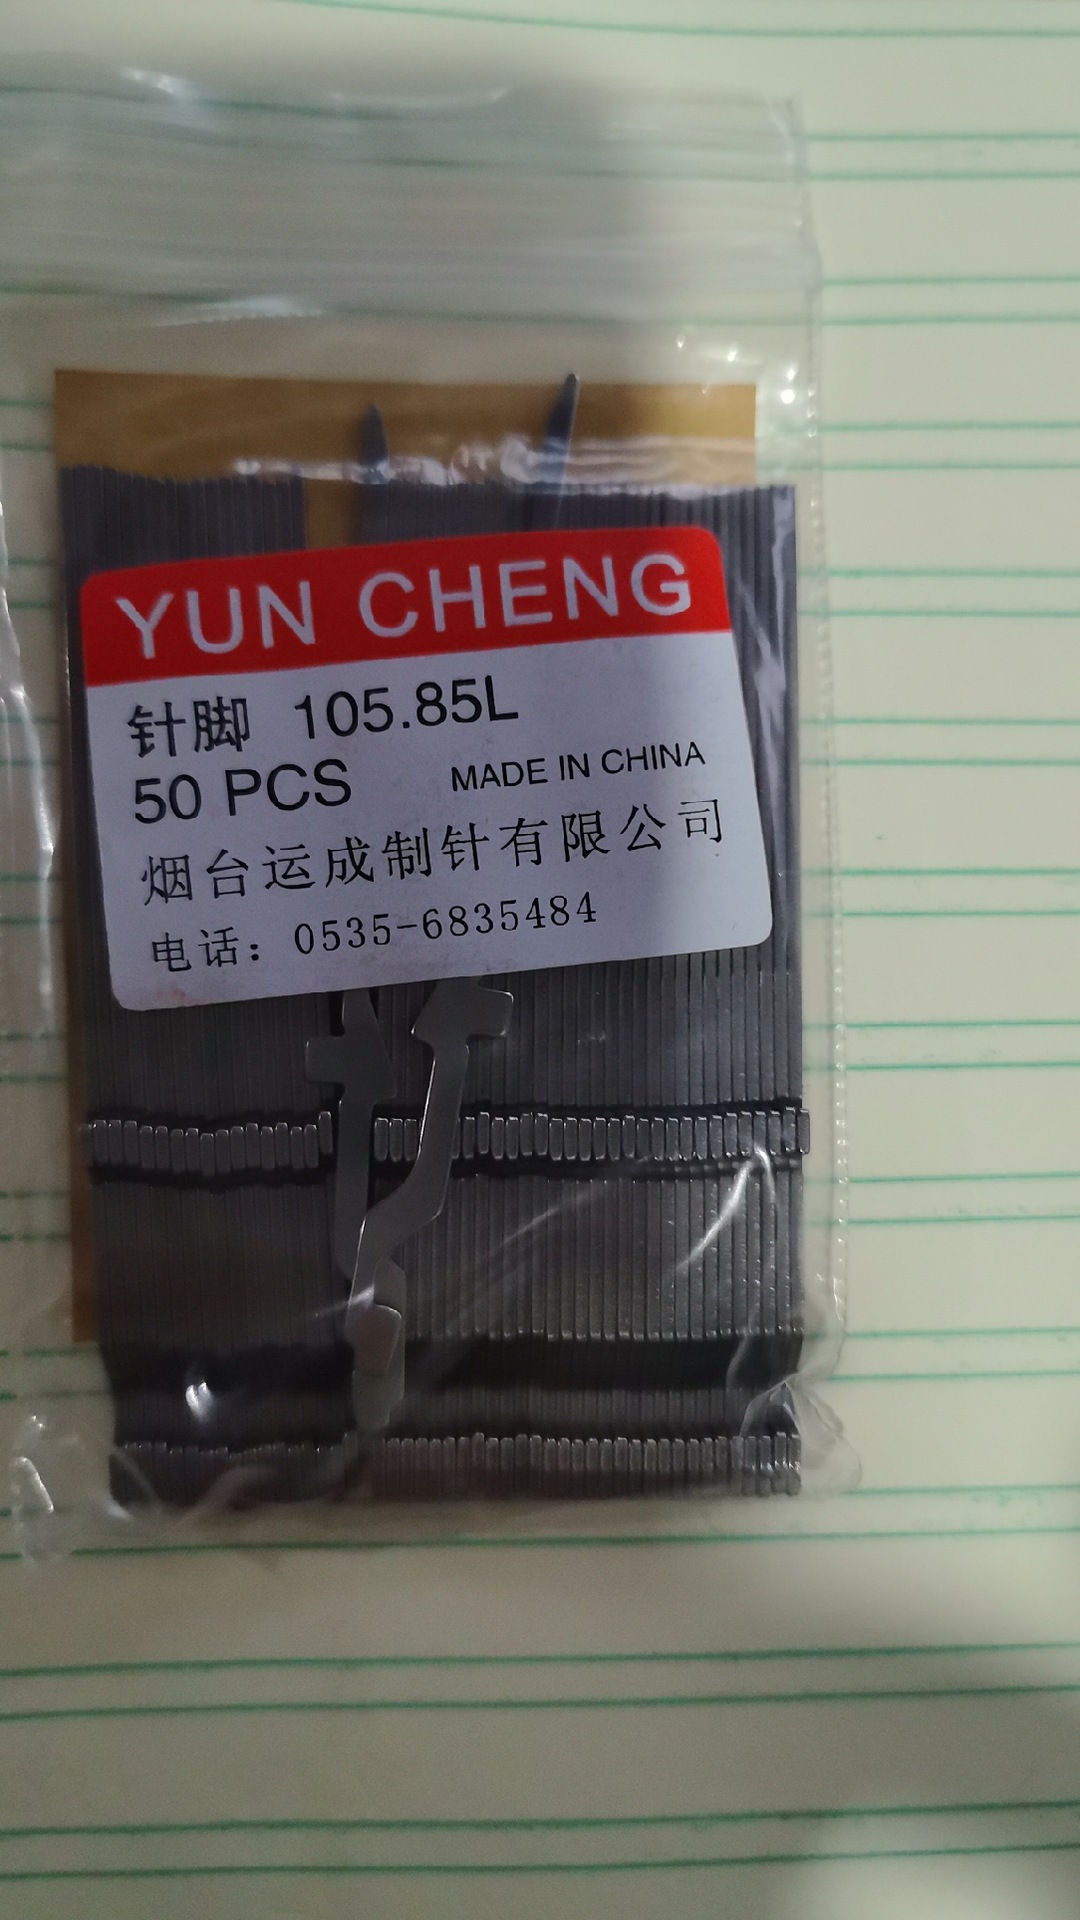 YUN CHENG
针脚 105.85L
50 PCS MADE IN CHINA
烟台运成制针有限公司
电话：0535-6835484